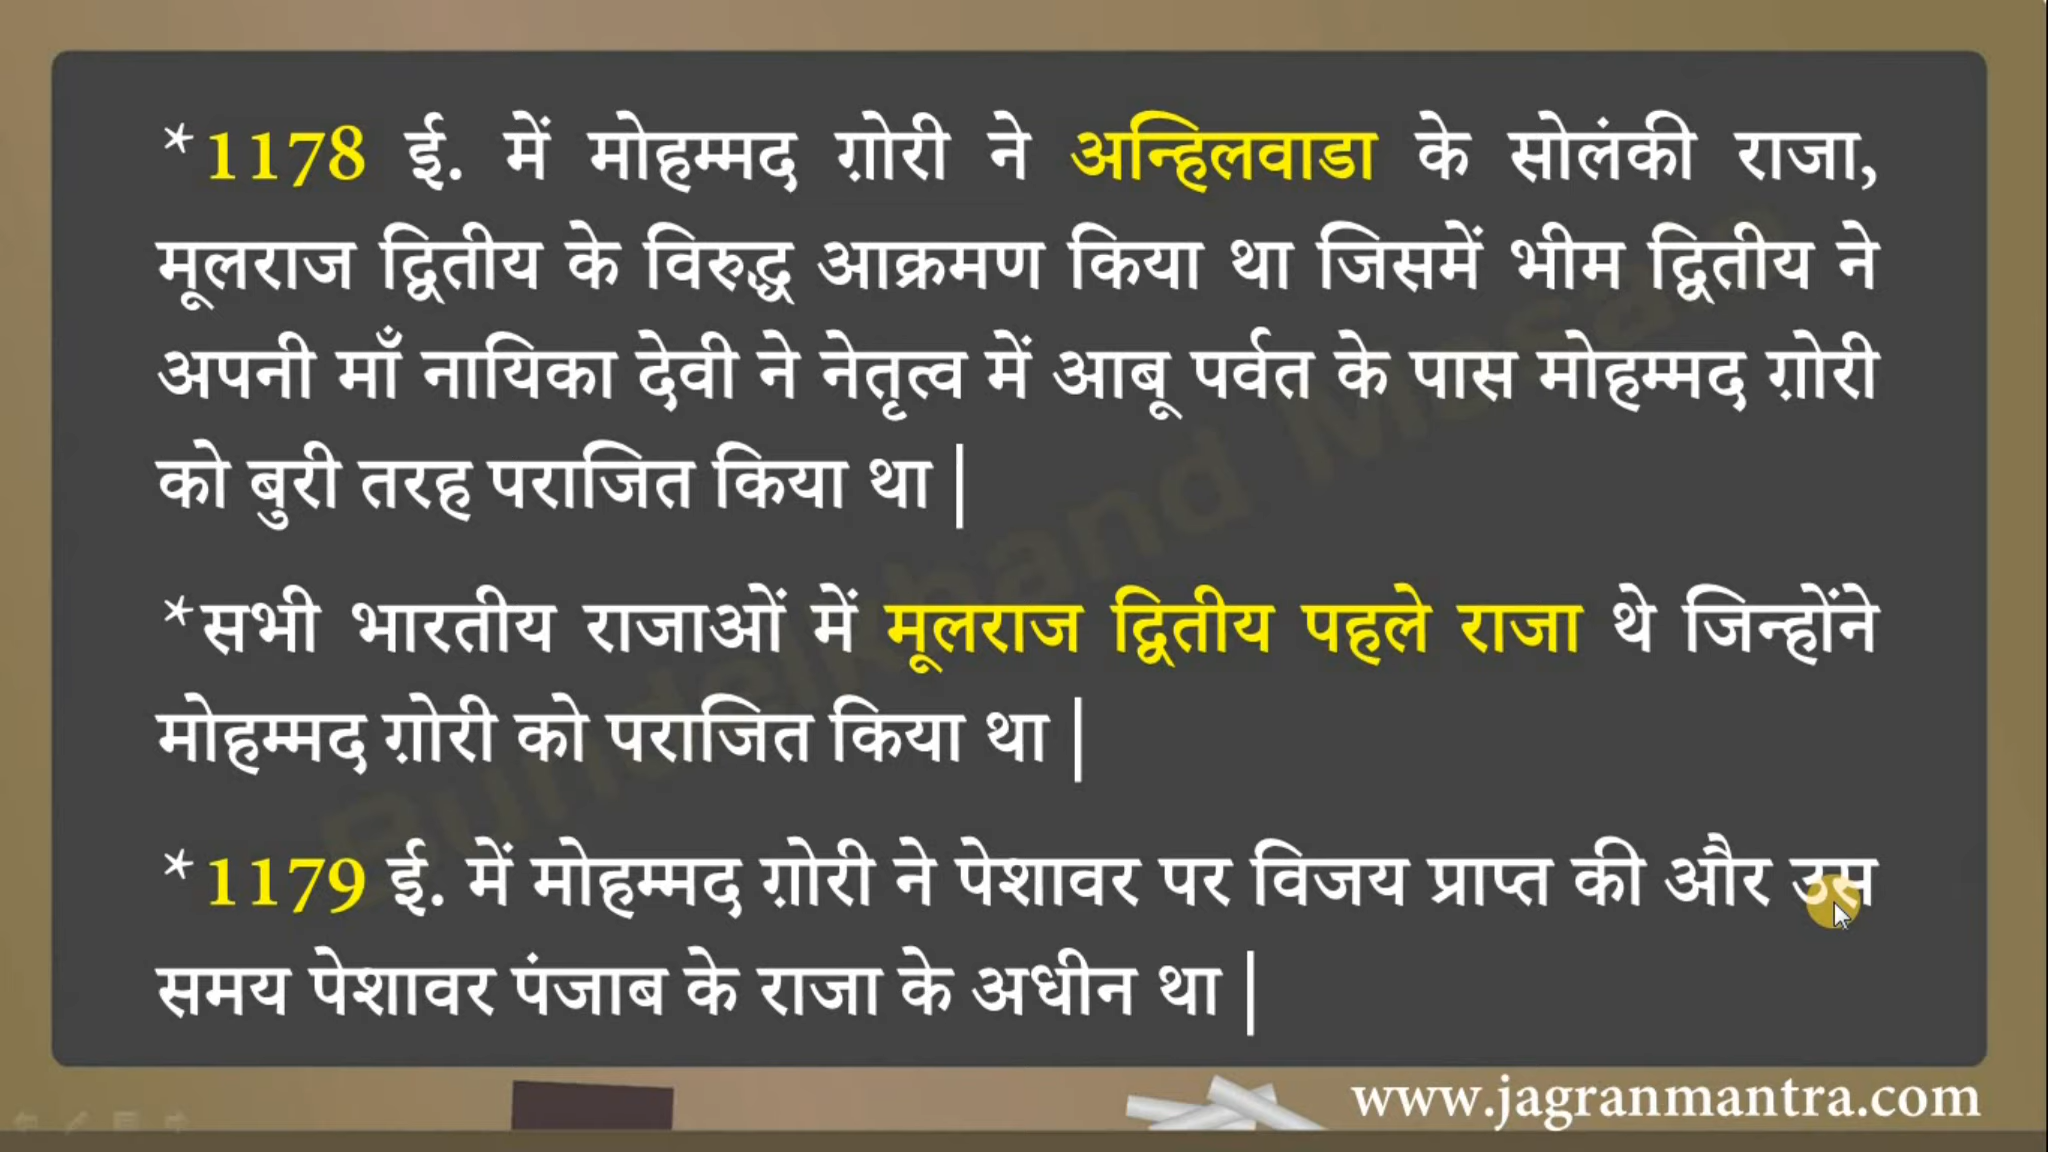 *1178 ई. में मोहम्मद ग़ोरी ने अन्हिलवाडा के सोलंकी राजा,
मूलराज द्वितीय के विरुद्ध आक्रमण किया था जिसमें भीम द्वितीय ने
अपनी माँ नायिका देवी ने नेतृत्व में आबू पर्वत के पास मोहम्मद ग़ोरी
को बुरी तरह पराजित किया था |
*सभी भारतीय राजाओं में मूलराज द्वितीय पहले राजा थे जिन्होंने
मोहम्मद ग़ोरी को पराजित किया था |
*1179 ई. में मोहम्मद ग़ोरी ने पेशावर पर विजय प्राप्त की और उस
समय पेशावर पंजाब के राजा के अधीन था |
www.jagranmantra.com